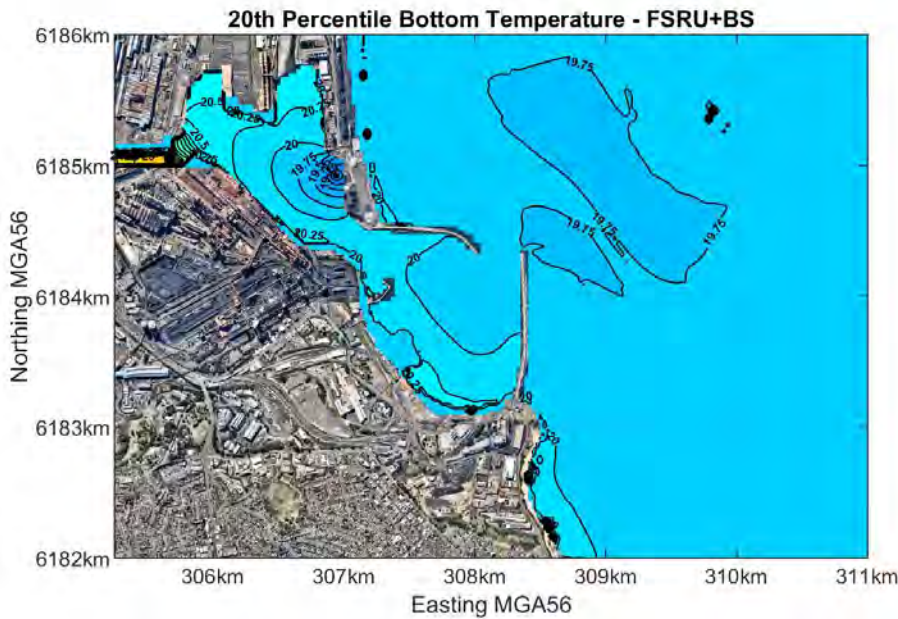 20th Percentile Bottom Temperature - FSRU+BS
6186km
6185km
6184km
6183km
6182km
Northing MGA56
19.75
20.5
20.25
20
19.75
20.5
20
19.75
19.75
19.75
20.25
20
20
20
306km
307km
308km
309km
310km
311km
Easting MGA56